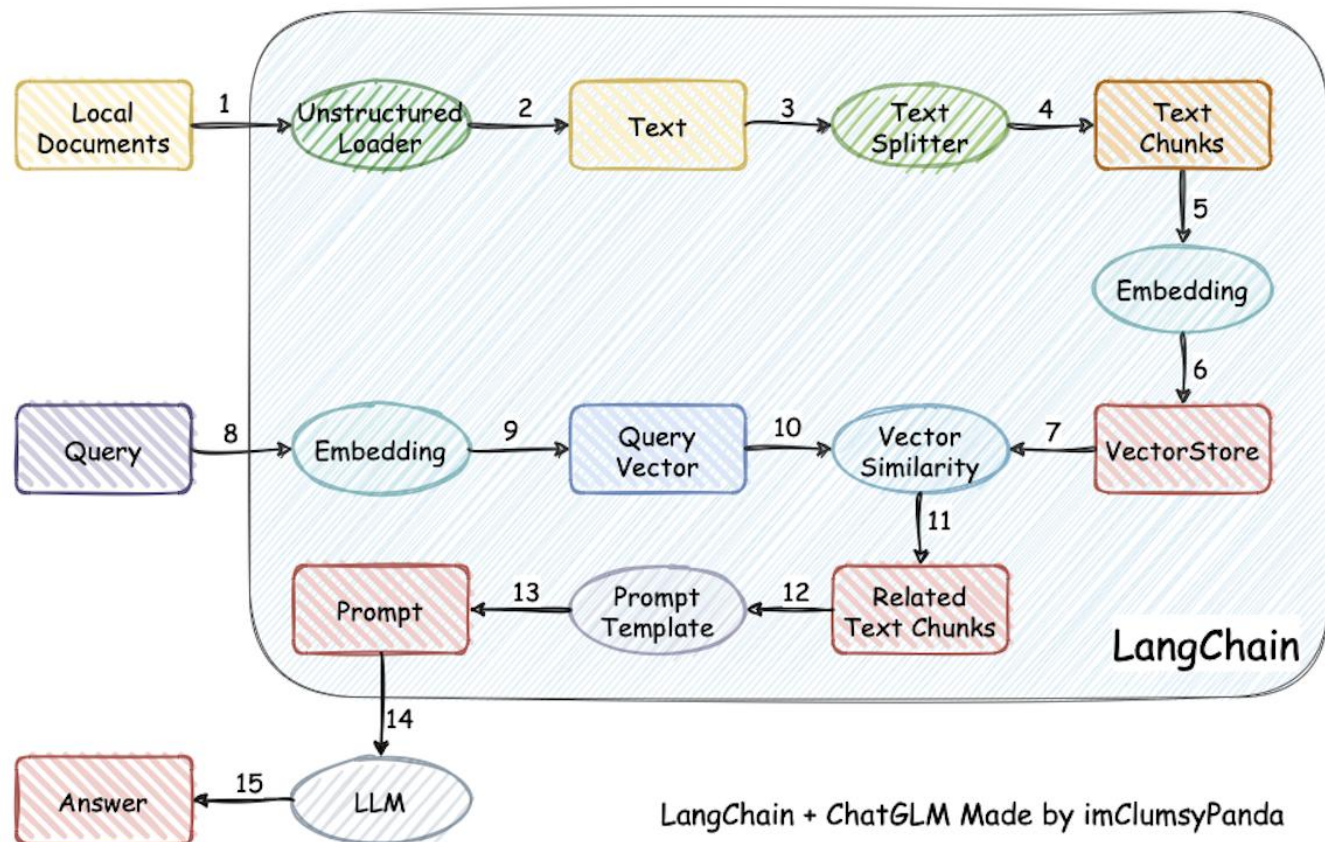 1
2
3
4
Local
Documents
Unstructured
Loader
Text
Text
Splitter
Text
Chunks
5
Embedding
6
8
9
10
7
Query
Embedding
Query
Vector
Vector
Similarity
VectorStore
11
13
12
Prompt
Prompt
Template
Related
Text Chunks
LangChain
14
15
Answer
LLM
LangChain + ChatGLM Made by imClumsyPanda